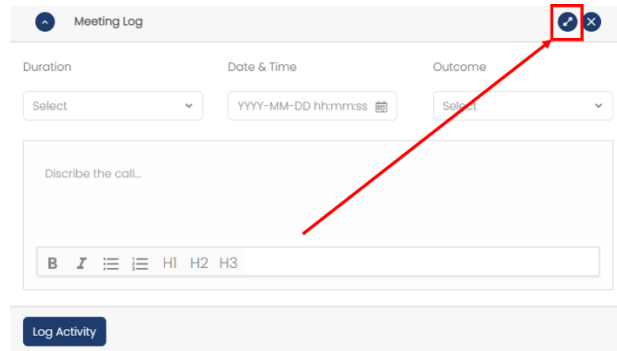 Meeting Log
Duration Date & Time Outcome
Select YYYY-MM-DD hh:mm:ss Select
Discribe the call...
B I H1 H2 H3
Log Activity